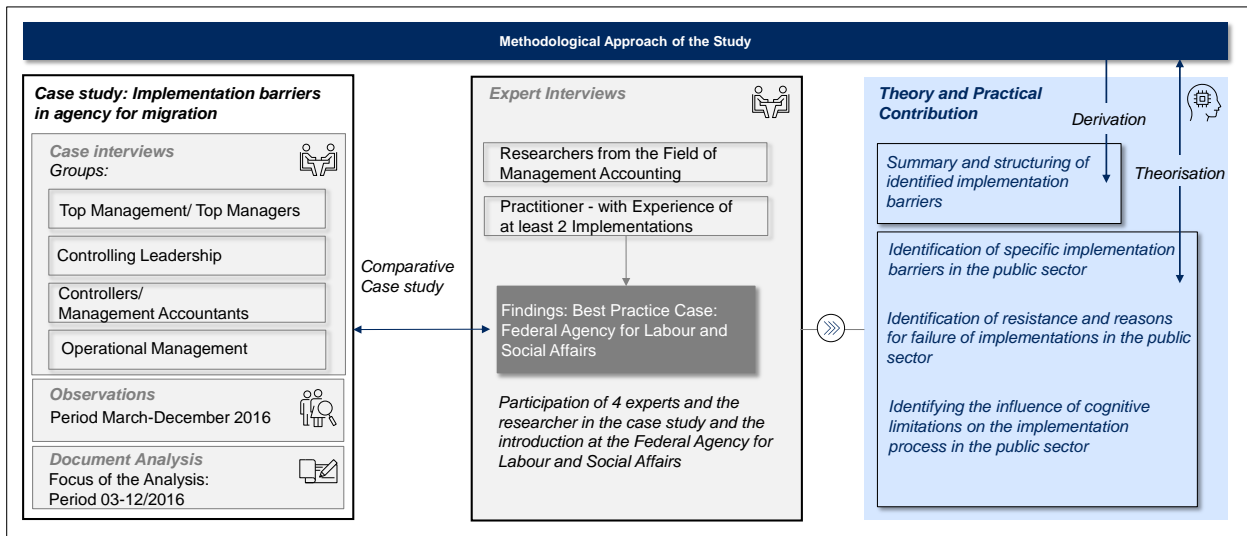 Methodological Approach of the Study
Case study: Implementation barriers
in agency for migration
Case interviews
Groups:
Top Management/ Top Managers
Controlling Leadership
Controllers/
Management Accountants
Operational Management
Observations
Period March-December 2016
Document Analysis
Focus of the Analysis:
Period 03-12/2016
Comparative
Case study
Expert Interviews
Researchers from the Field of
Management Accounting
Practitioner - with Experience of
at least 2 Implementations
Findings: Best Practice Case:
Federal Agency for Labour and
Social Affairs
Participation of 4 experts and the
researcher in the case study and the
introduction at the Federal Agency for
Labour and Social Affairs
Theory and Practical
Contribution
Derivation
Theorisation
Summary and structuring of
identified implementation
barriers
Identification of specific implementation
barriers in the public sector
Identification of resistance and reasons
for failure of implementations in the public
sector
Identifying the influence of cognitive
limitations on the implementation
process in the public sector